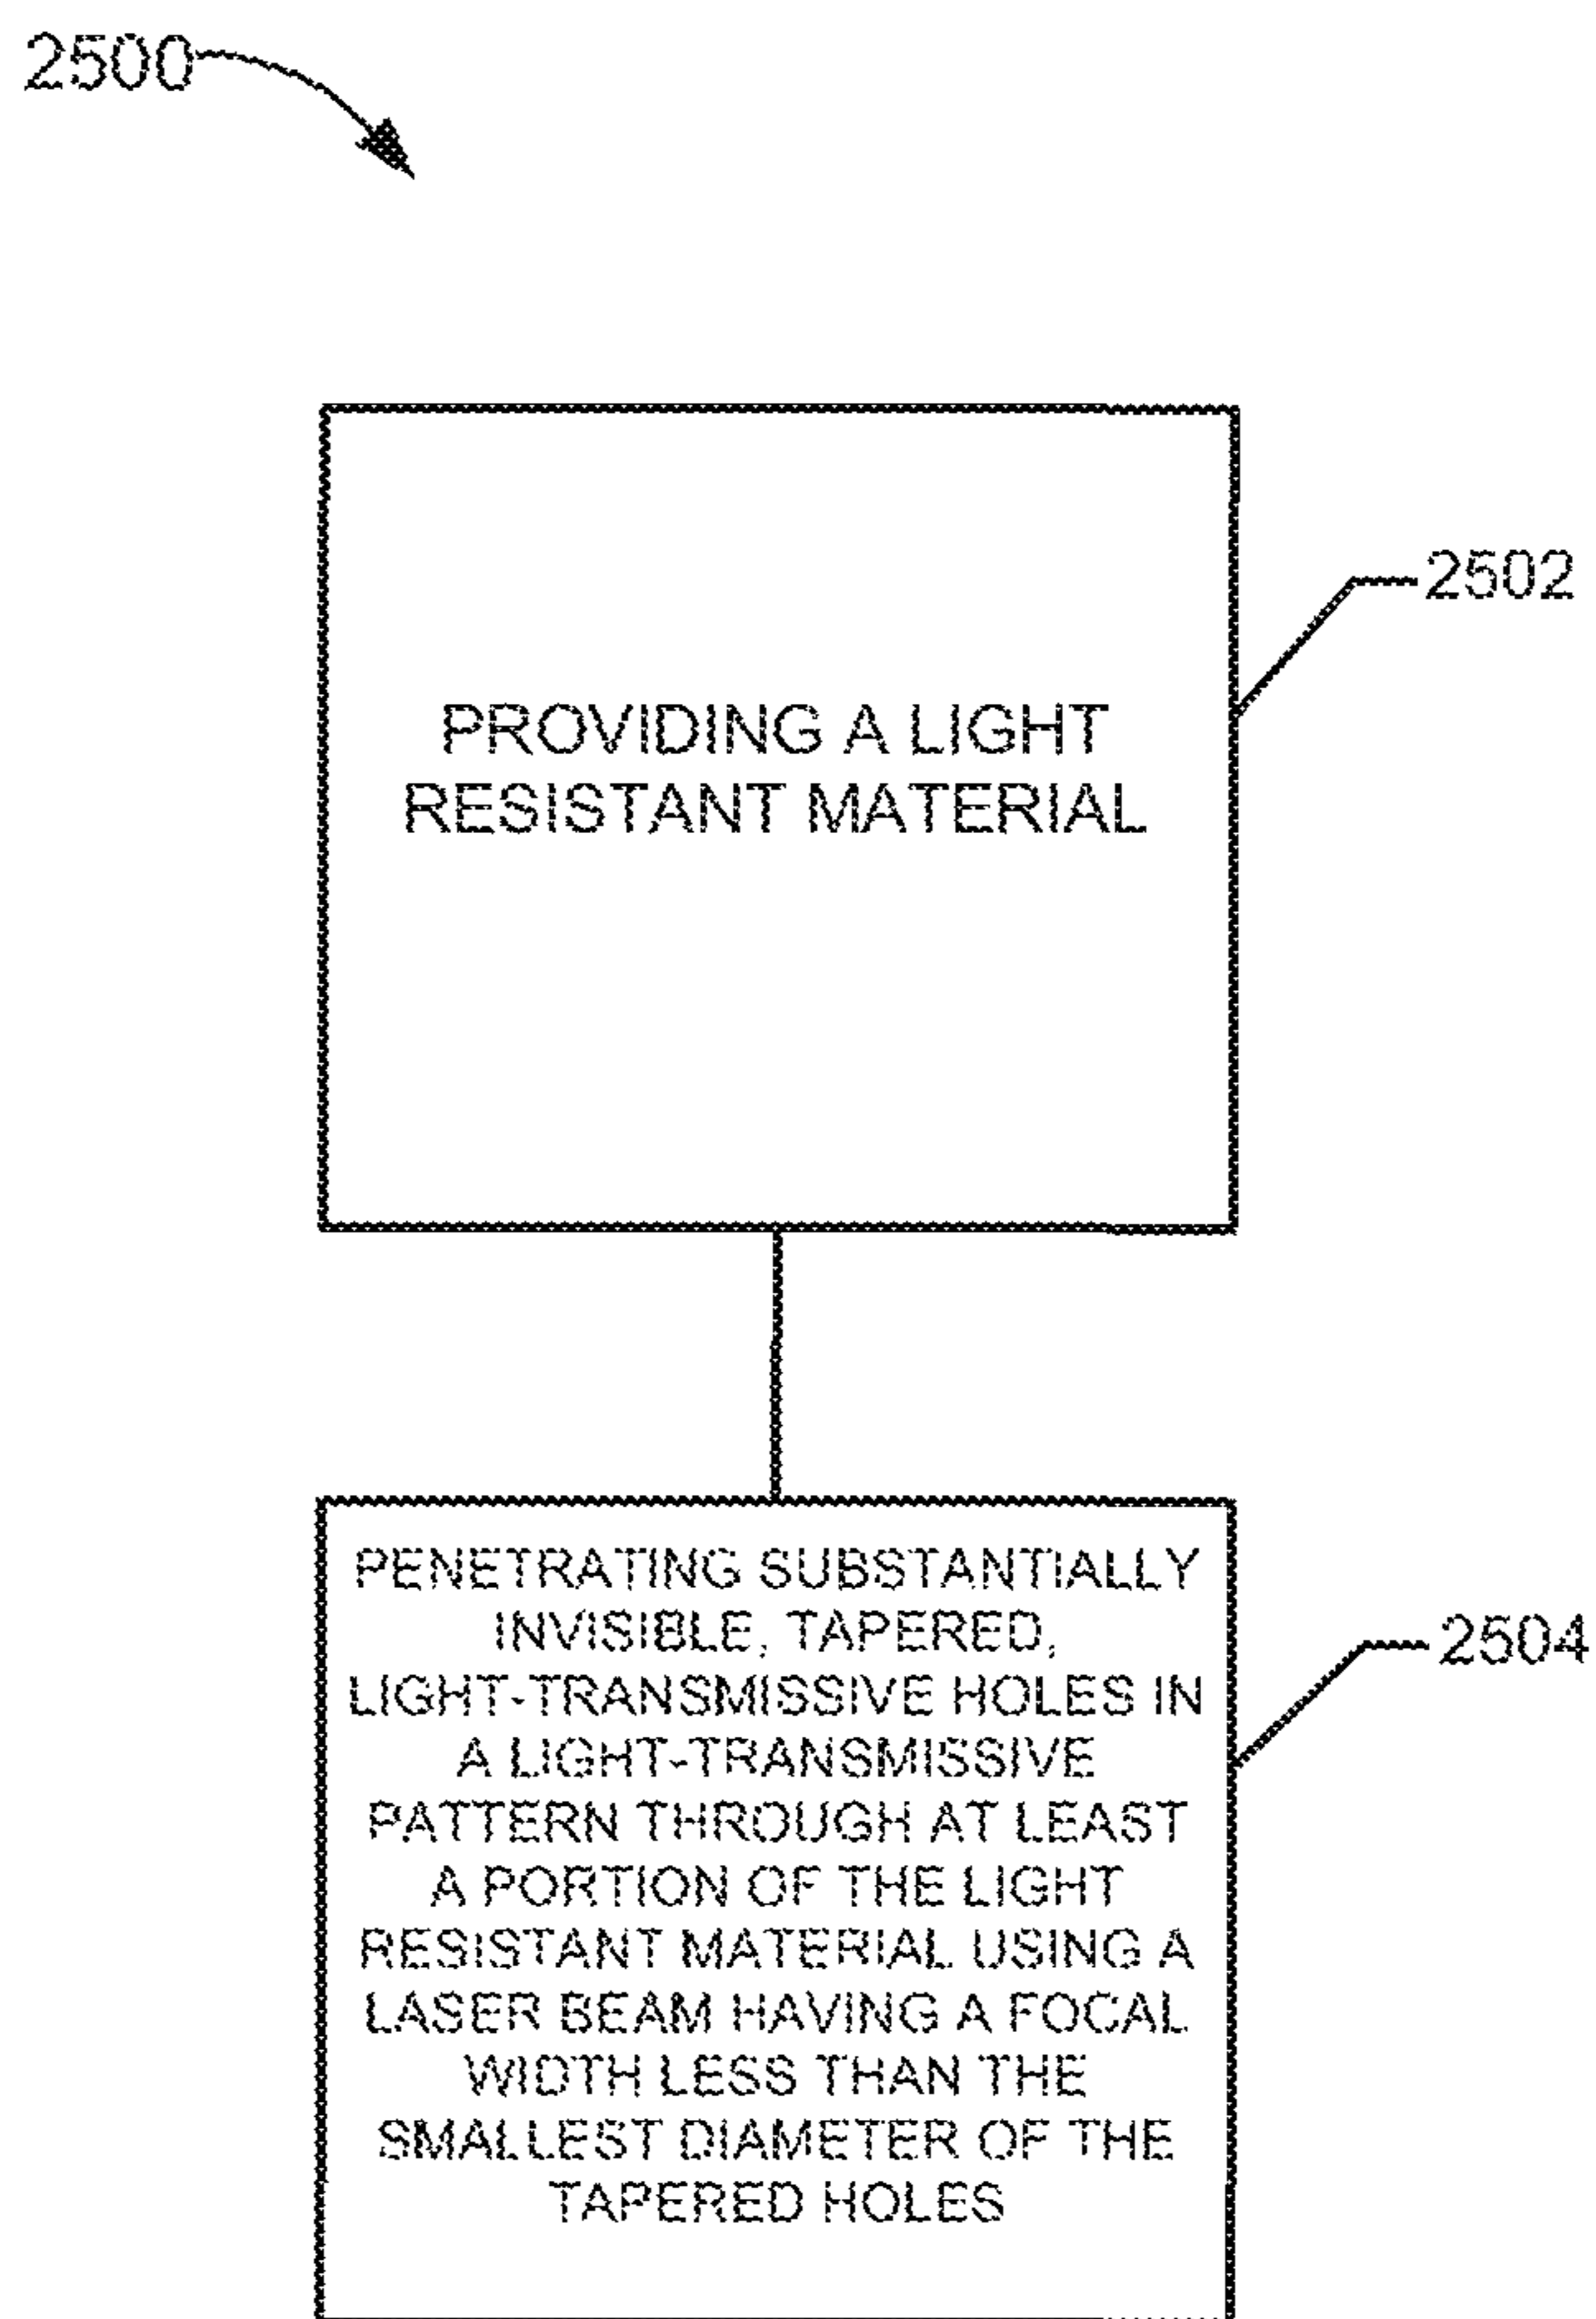 2500
2502
PROVIDING A LIGHT
RESISTANT MATERIAL
PENETRATING SUBSTANTIALLY
INVISIBLE, TAPERED,
LIGHT-TRANSMISSIVE HOLES IN
A LIGHT-TRANSMISSIVE
PATTERN THROUGH AT LEAST
A PORTION OF THE LIGHT
RESISTANT MATERIAL USING A
LASER BEAM HAVING A FOCAL
WIDTH LESS THAN THE
SMALLEST DIAMETER OF THE
TAPERED HOLES
2504